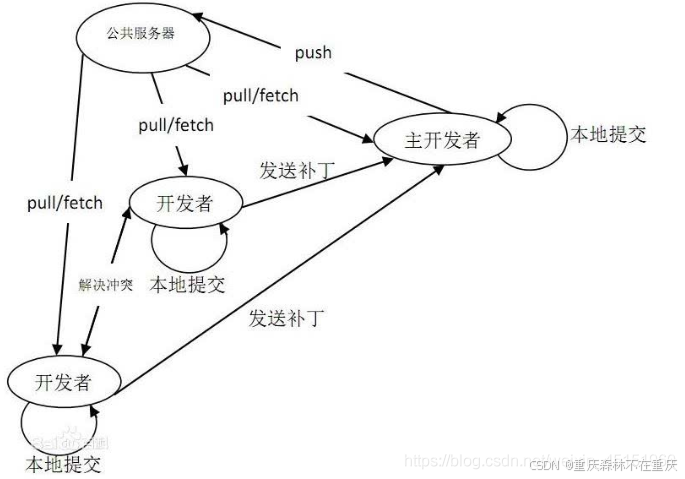 公共服务器
push
pull/fetch
主开发者
本地提交
pull/fetch
发送补丁
pull/fetch
开发者
解决冲突
本地提交
发送补丁
开发者
本地提交
https://blog.csdn.net/
CSDN @重庆森林不在重庆